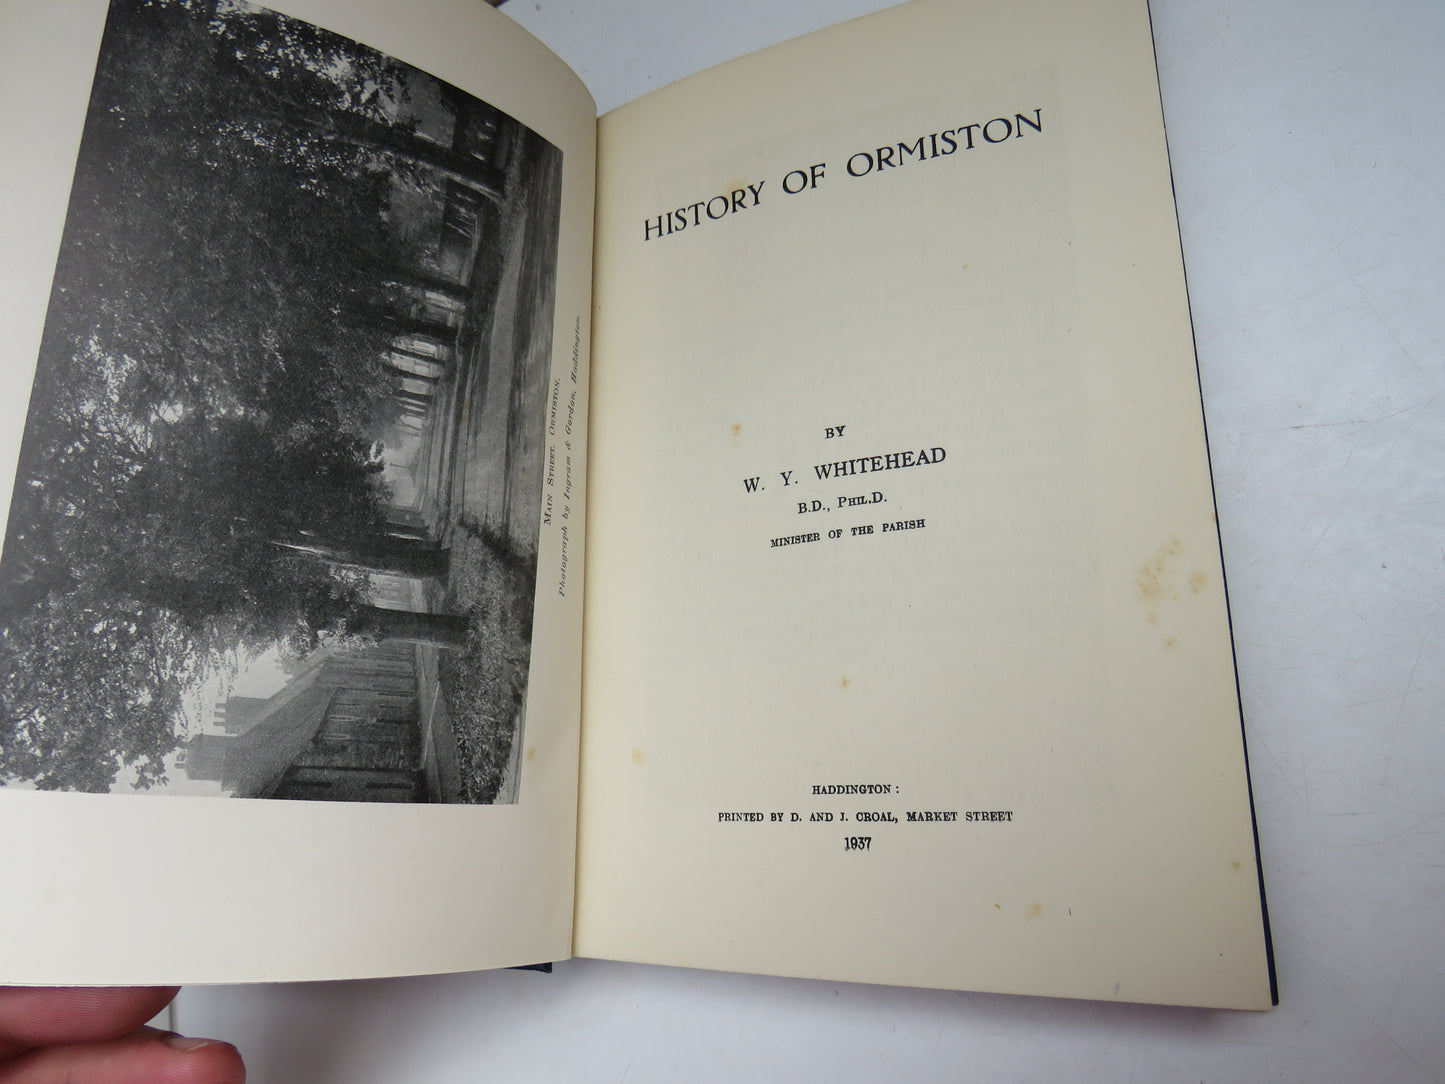 MAIN STREET, ORMISTON.
Photograph by Ingram & Gordon, Haddington.
HISTORY OF ORMISTON
BY
W. Y. WHITEHEAD
B.D., PHIL.D.
MINISTER OF THE PARISH
HADDINGTON :
PRINTED BY D. AND J. CROAL, MARKET STREET
1937